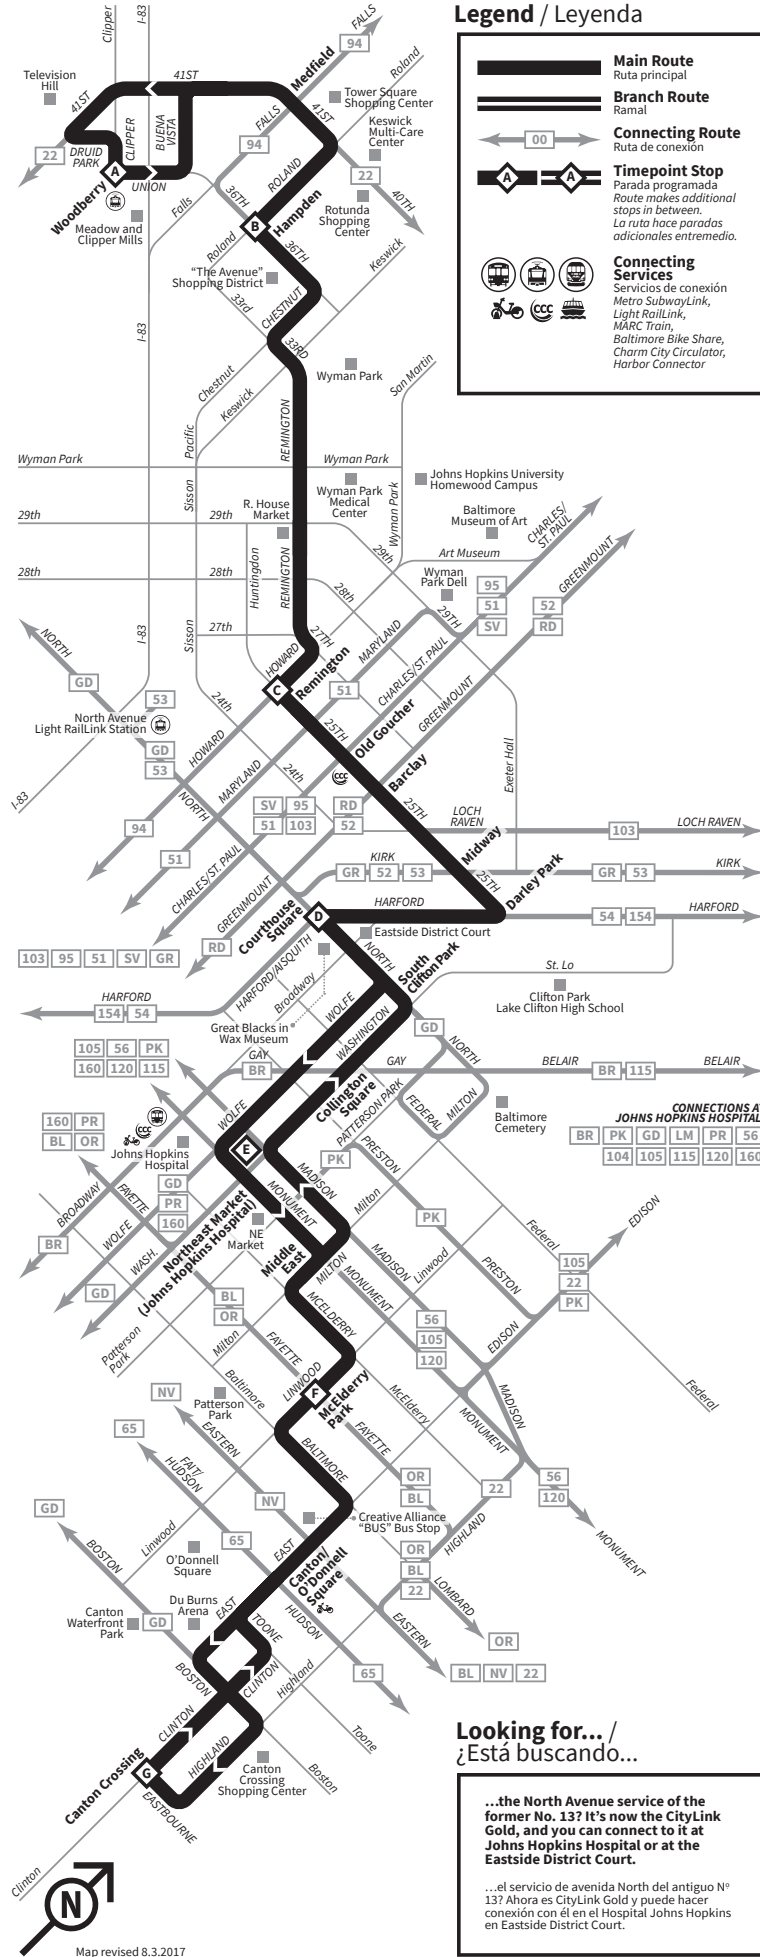 Legend / Leyenda
Main Route
Ruta principal
Branch Route
Ramal
00
Connecting Route
Ruta de conexión
A
A
Timepoint Stop
Parada programada
Route makes additional
stops in between.
La ruta hace paradas
adicionales entremedio.
Connecting
Services
Servicios de conexión
Metro SubwayLink,
Light RailLink,
MARC Train,
Baltimore Bike Share,
Charm City Circulator,
Harbor Connector
CCC
Clipper
I-83
FALLS
94
Medfield
Roland
Television
Hill
41ST
41ST
CLIPPER
BUENA
VISTA
FALLS
94
41ST
Tower Square
Shopping Center
Keswick
Multi-Care
Center
22
DRUID
PARK
A
Woodberry
UNION
ROLAND
22
40TH
36TH
Rotunda
Shopping
Center
Meadow and
Clipper Mills
Falls
B
Hampden
Roland
36TH
Keswick
"The Avenue"
Shopping District
33rd
CHESTNUT
I-83
33RD
Wyman Park
San Martin
Chestnut
Keswick
Pacific
REMINGTON
Wyman Park
Wyman Park
Sisson
Wyman Park
Medical
Center
Wyman Park
Johns Hopkins University
Homewood Campus
R. House
Market
Baltimore
Museum of Art
CHARLES/
ST. PAUL
29th
29th
29th
Art Museum
GREENMOUNT
28th
28th
Huntingdon
REMINGTON
28th
Wyman
Park Dell
95
51
SV
52
RD
29TH
NORTH
I-83
Sisson
27th
27TH
MARYLAND
CHARLES/ST. PAUL
GREENMOUNT
HOWARD
Remington
C
GD
24th
51
53
North Avenue
Light RailLink Station
25TH
Old Goucher
Exeter Hall
GD
53
HOWARD
MARYLAND
24th
CCC
Barclay
I-83
NORTH
SV
95
51
103
RD
52
25TH
LOCH
RAVEN
103
LOCH RAVEN
94
51
Midway
CHARLES/ST. PAUL
KIRK
GR
52
53
25TH
Darley Park
GR
53
KIRK
GREENMOUNT
Courthouse
Square
D
HARFORD
54
154
HARFORD
Eastside District Court
RD
103
95
51
SV
GR
HARFORD/AISQUITH
NORTH
South
Clifton Park
St. Lo
Broadway
Clifton Park
Lake Clifton High School
HARFORD
154
54
WOLFE
WASHINGTON
Great Blacks in
Wax Museum
GD
NORTH
105
56
PK
160
120
115
GAY
BR
GAY
BELAIR
BR
115
BELAIR
Collington
Square
PATTERSON PARK
FEDERAL
MILTON
Baltimore
Cemetery
CONNECTIONS AT
JOHNS HOPKINS HOSPITAL
BR
PK
GD
LM
PR
56
104
105
115
120
160
160
PR
BL
OR
CCC
Johns Hopkins
Hospital
WOLFE
E
PK
PRESTON
MADISON
MONUMENT
BROADWAY
FAYETTE
GD
PR
160
Northeast Market
(Johns Hopkins Hospital)
NE
Market
Milton
PK
WOLFE
WASH.
BR
GD
Middle
East
MILTON
MADISON
MONUMENT
Linwood
PRESTON
Federal
EDISON
105
22
PK
EDISON
BL
OR
MCELDERRY
56
105
120
Patterson
Park
Milton
FAYETTE
Baltimore
LINWOOD
F
McElderry
Park
McElderry
MADISON
MONUMENT
Federal
NV
Patterson
Park
65
EASTERN
FAIT/
HUDSON
BALTIMORE
FAYETTE
OR
BL
22
56
120
GD
NV
Creative Alliance
"BUS" Bus Stop
HIGHLAND
MONUMENT
BOSTON
Linwood
65
EAST
O'Donnell
Square
Canton/
O'Donnell
Square
OR
BL
22
LOMBARD
Du Burns
Arena
Canton
Waterfront
Park
GD
EAST
TOONE
HUDSON
EASTERN
OR
BOSTON
CLINTON
Highland
65
BL
NV
22
CLINTON
HIGHLAND
Toone
Canton Crossing
G
Canton
Crossing
Shopping Center
Boston
EASTBOURNE
Clinton
N
Map revised 8.3.2017
Looking for... /
¿Está buscando...
...the North Avenue service of the
former No. 13? It's now the CityLink
Gold, and you can connect to it at
Johns Hopkins Hospital or at the
Eastside District Court.
...el servicio de avenida North del antiguo Nº
13? Ahora es CityLink Gold y puede hacer
conexión con él en el Hospital Johns Hopkins
en Eastside District Court.